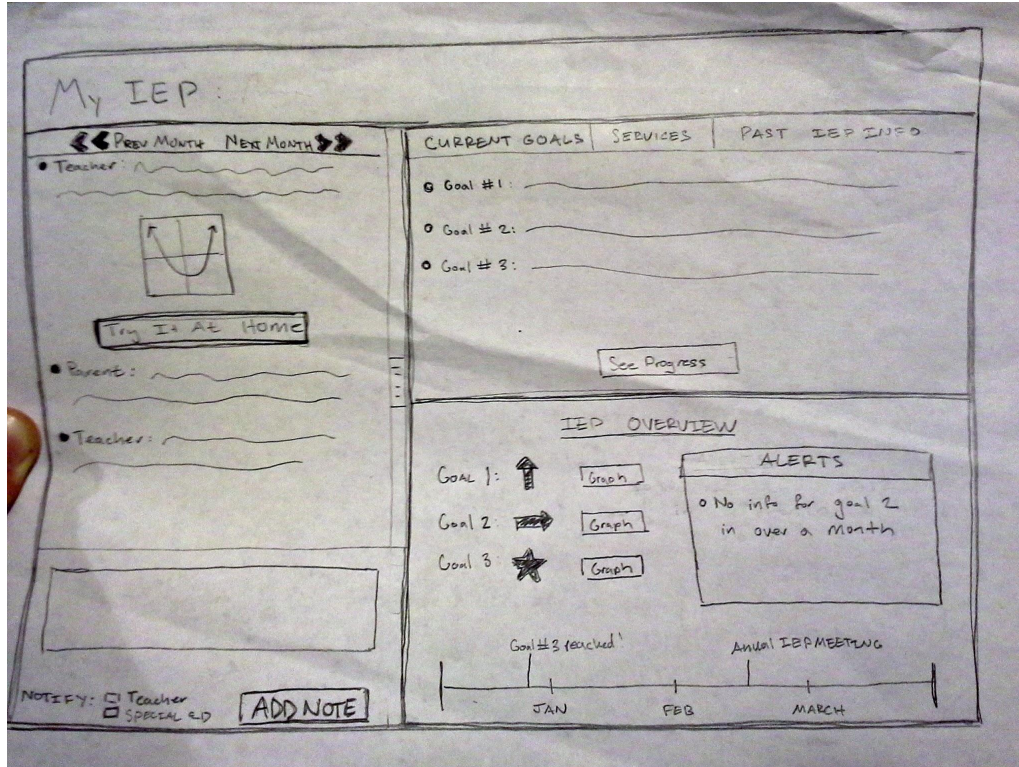 My IEP:
PREV MONTH NEXT MONTH
Teacher:
Try It At Home
Parent:
Teacher:
NOTIFY: Teacher
SPECIAL ED
ADD NOTE
CURRENT GOALS SERVICES PAST IEP INFO
Goal #1:
Goal #2:
Goal #3:
See Progress
IEP OVERVIEW
GOAL 1: Graph
Goal 2: Graph
Goal 3 Graph
ALERTS
No info for goal 2
in over a month
Goal #3 reached! Annual IEP MEETING
JAN FEB MARCH